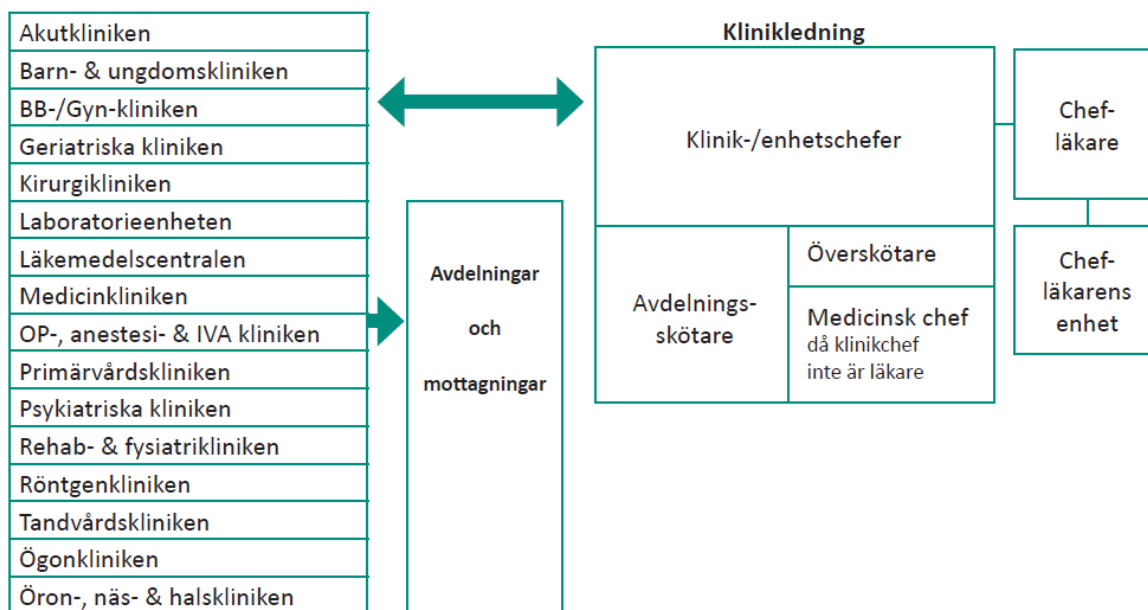 Akutkliniken
Barn- & ungdomskliniken
BB-/Gyn-kliniken
Geriatriska kliniken
Kirurgikliniken
Laboratorieenheten
Läkemedelscentralen
Medicinkliniken
OP-, anestesi- & IVA kliniken
Primärvårdskliniken
Psykiatriska kliniken
Rehab- & fysiatrikliniken
Röntgenkliniken
Tandvårdskliniken
Ögonkliniken
Öron-, näs- & halskliniken
Avdelningar
och
mottagningar
Klinikledning
Klinik-/enhetschefer
Avdelnings-
skötare
Överskötare
Medicinsk chef
då klinikchef
inte är läkare
Chef-
läkare
Chef-
läkarens
enhet